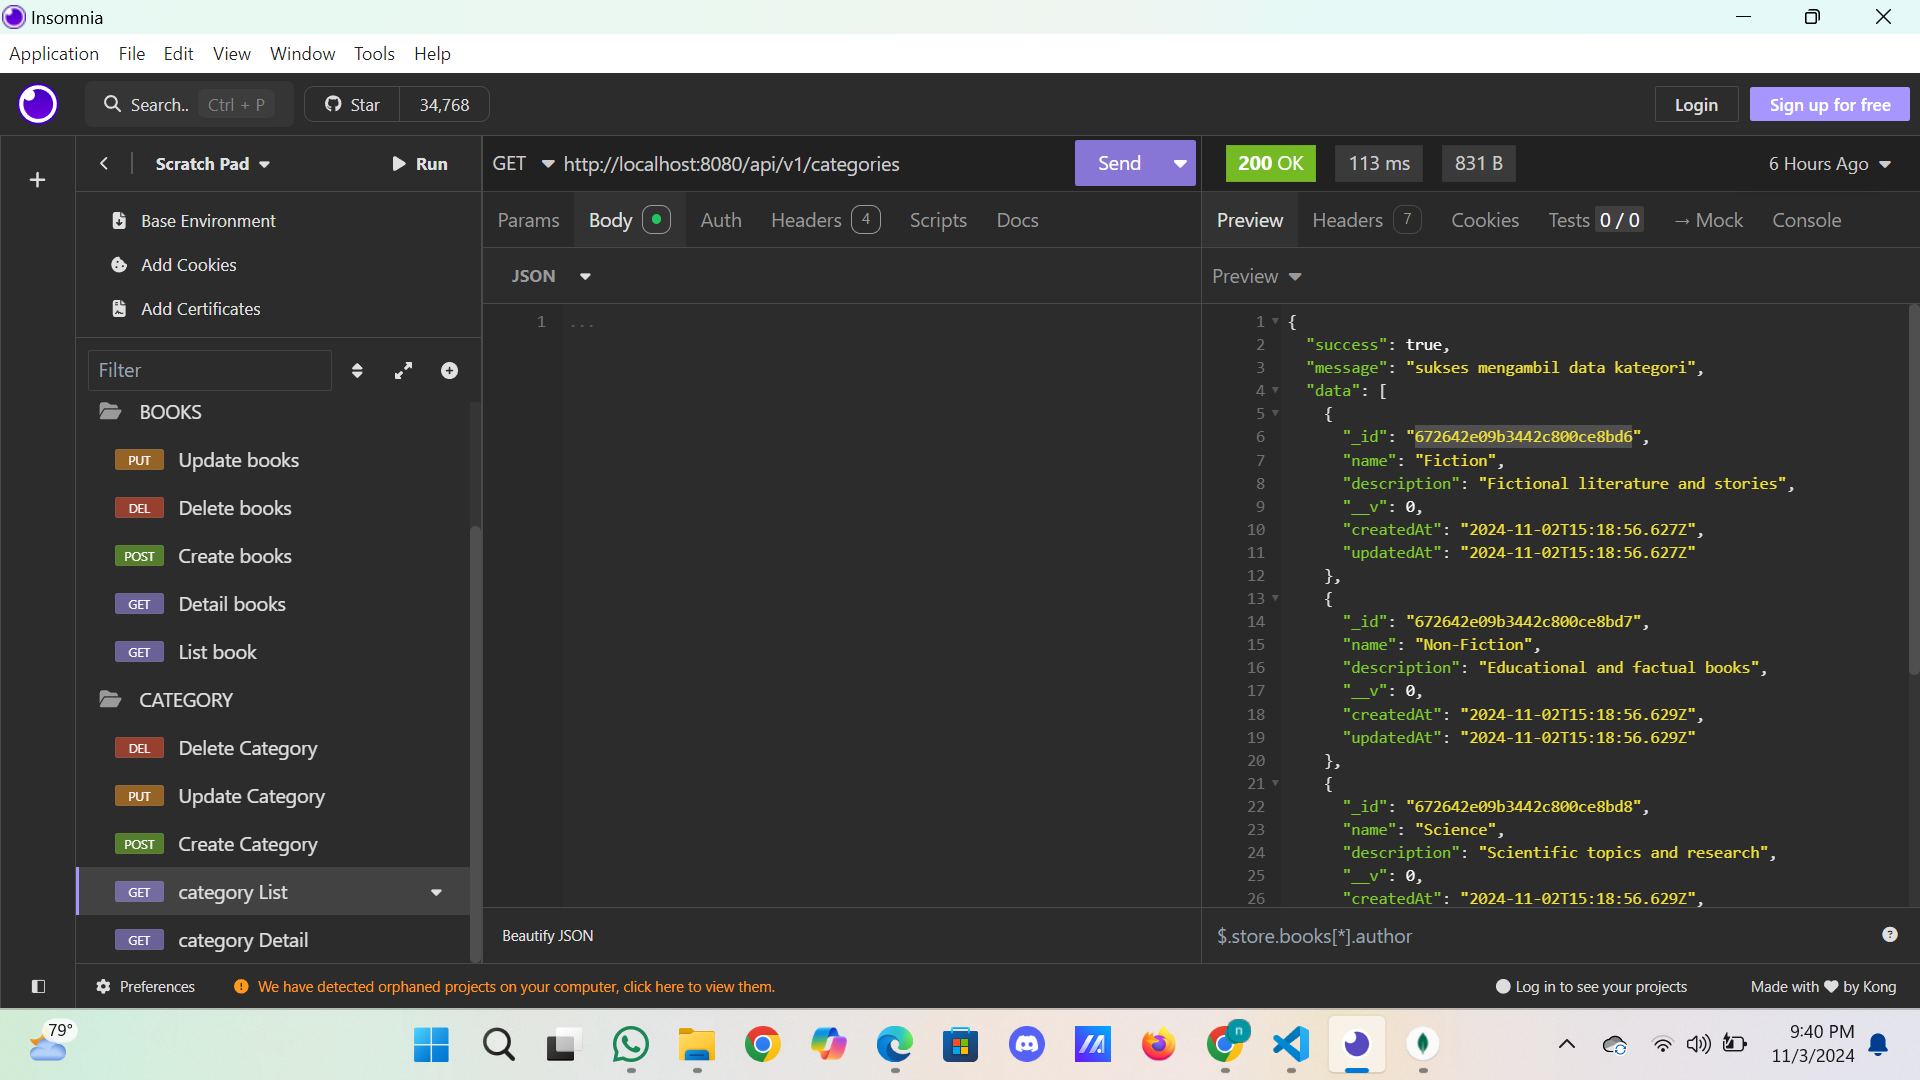 Insomnia
Application File Edit View Window Tools Help
Search.. Ctrl + P Star 34,768 Login Sign up for free
Scratch Pad Run
GET http://localhost:8080/api/v1/categories Send
200 OK 113 ms 831 B 6 Hours Ago
Base Environment
Add Cookies
Add Certificates
Filter
BOOKS
PUT Update books
DEL Delete books
POST Create books
GET Detail books
GET List book
CATEGORY
DEL Delete Category
PUT Update Category
POST Create Category
GET category List
GET category Detail
Params Body Auth Headers 4 Scripts Docs
JSON
1 ...
Beautify JSON
Preview Headers 7 Cookies Tests 0 / 0 → Mock Console
Preview
1 {
2 "success": true,
3 "message": "sukses mengambil data kategori",
4 "data": [
5 {
6 "_id": "672642e09b3442c800ce8bd6",
7 "name": "Fiction",
8 "description": "Fictional literature and stories",
9 "__v": 0,
10 "createdAt": "2024-11-02T15:18:56.627Z",
11 "updatedAt": "2024-11-02T15:18:56.627Z"
12 },
13 {
14 "_id": "672642e09b3442c800ce8bd7",
15 "name": "Non-Fiction",
16 "description": "Educational and factual books",
17 "__v": 0,
18 "createdAt": "2024-11-02T15:18:56.629Z",
19 "updatedAt": "2024-11-02T15:18:56.629Z"
20 },
21 {
22 "_id": "672642e09b3442c800ce8bd8",
23 "name": "Science",
24 "description": "Scientific topics and research",
25 "__v": 0,
26 "createdAt": "2024-11-02T15:18:56.629Z",
$.store.books[*].author
Preferences We have detected orphaned projects on your computer, click here to view them. Log in to see your projects Made with ♥ by Kong
79°
n
9:40 PM
11/3/2024